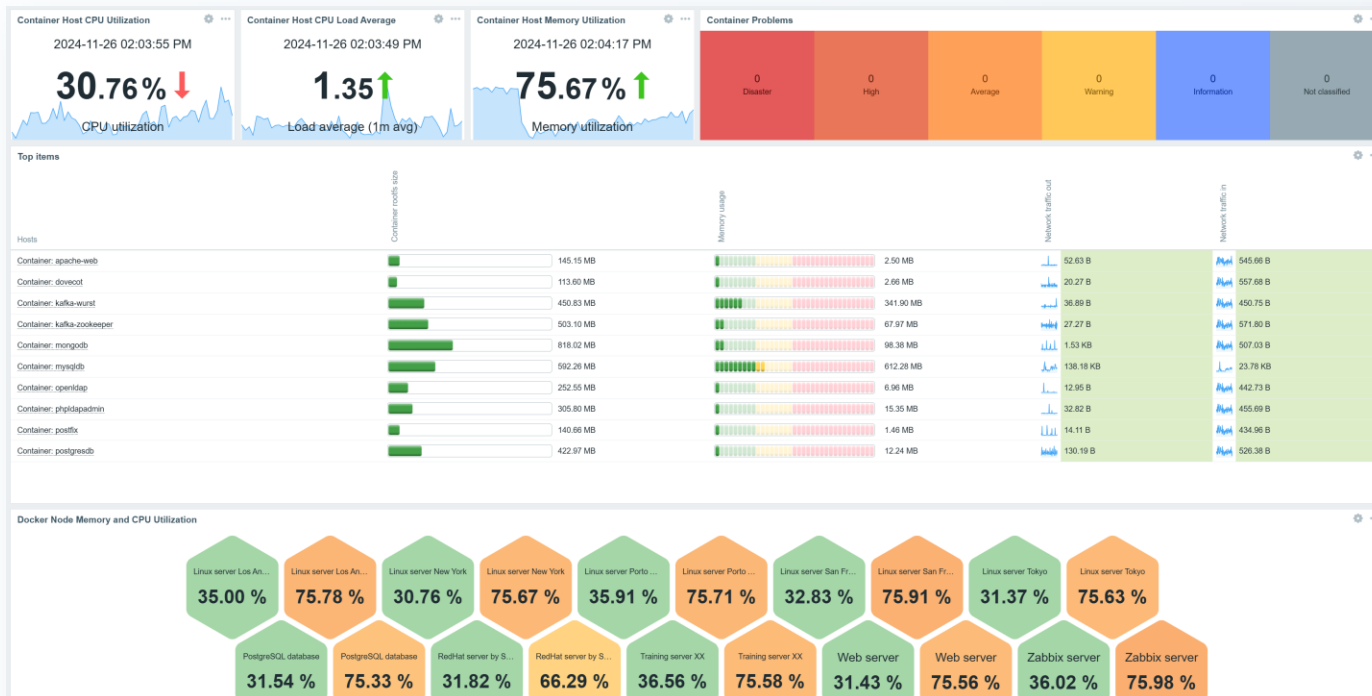 Container Host CPU Utilization
2024-11-26 02:03:55 PM
30.76 %
CPU utilization
Container Host CPU Load Average
2024-11-26 02:03:49 PM
1.35
Load average (1m avg)
Container Host Memory Utilization
2024-11-26 02:04:17 PM
75.67 %
Memory utilization
Container Problems
0 0 0 0 0 0
Disaster High Average Warning Information Not classified
Top items
Hosts Container rootfs size Memory usage Network traffic out Network traffic in
Container: apache-web 145.15 MB 2.50 MB 52.63 B 545.66 B
Container: dovecot 113.60 MB 2.66 MB 20.27 B 557.68 B
Container: kafka-wurst 450.83 MB 341.90 MB 36.89 B 450.75 B
Container: kafka-zookeeper 503.10 MB 67.97 MB 27.27 B 571.80 B
Container: mongodb 818.02 MB 98.38 MB 1.53 KB 507.03 B
Container: mysqldb 592.26 MB 612.28 MB 138.18 KB 23.78 KB
Container: openldap 252.55 MB 6.96 MB 12.95 B 442.73 B
Container: phpldapadmin 305.80 MB 15.35 MB 32.82 B 455.69 B
Container: postfix 140.66 MB 1.46 MB 14.11 B 434.96 B
Container: postgresdb 422.97 MB 12.24 MB 130.19 B 526.38 B
Docker Node Memory and CPU Utilization
Linux server Los An... Linux server Los An... Linux server New York Linux server New York Linux server Porto ... Linux server Porto ... Linux server San Fr... Linux server San Fr... Linux server Tokyo Linux server Tokyo
35.00 % 75.78 % 30.76 % 75.67 % 35.91 % 75.71 % 32.83 % 75.91 % 31.37 % 75.63 %
PostgreSQL database PostgreSQL database RedHat server by S... RedHat server by S... Training server XX Training server XX Web server Web server Zabbix server Zabbix server
31.54 % 75.33 % 31.82 % 66.29 % 36.56 % 75.58 % 31.43 % 75.56 % 36.02 % 75.98 %